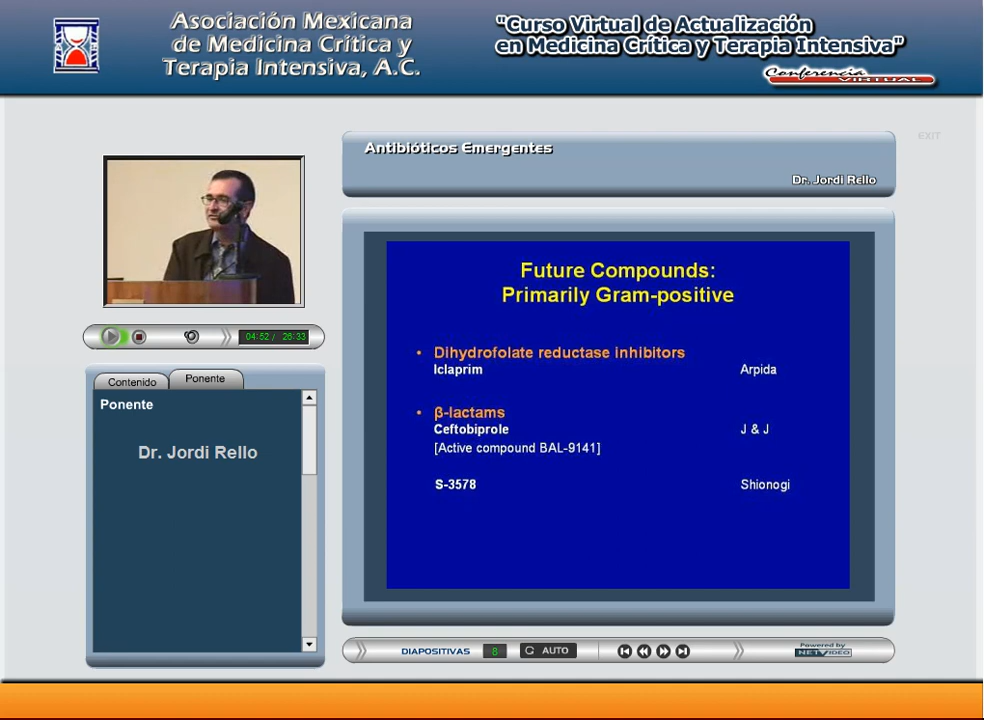 Asociación Mexicana
de Medicina Crítica y
Terapia Intensiva, A.C.
"Curso Virtual de Actualización
en Medicina Crítica y Terapia Intensiva"
Conferencia
VIRTUAL
EXIT
Antibióticos Emergentes
Dr. Jordi Rello
04:52 / 26:33
Contenido
Ponente
Ponente
Dr. Jordi Rello
Future Compounds:
Primarily Gram-positive
• Dihydrofolate reductase inhibitors
Iclaprim Arpida
• β-lactams
Ceftobiprole J & J
[Active compound BAL-9141]
S-3578 Shionogi
DIAPOSITIVAS 8 AUTO
Powered by
NETVIDEO